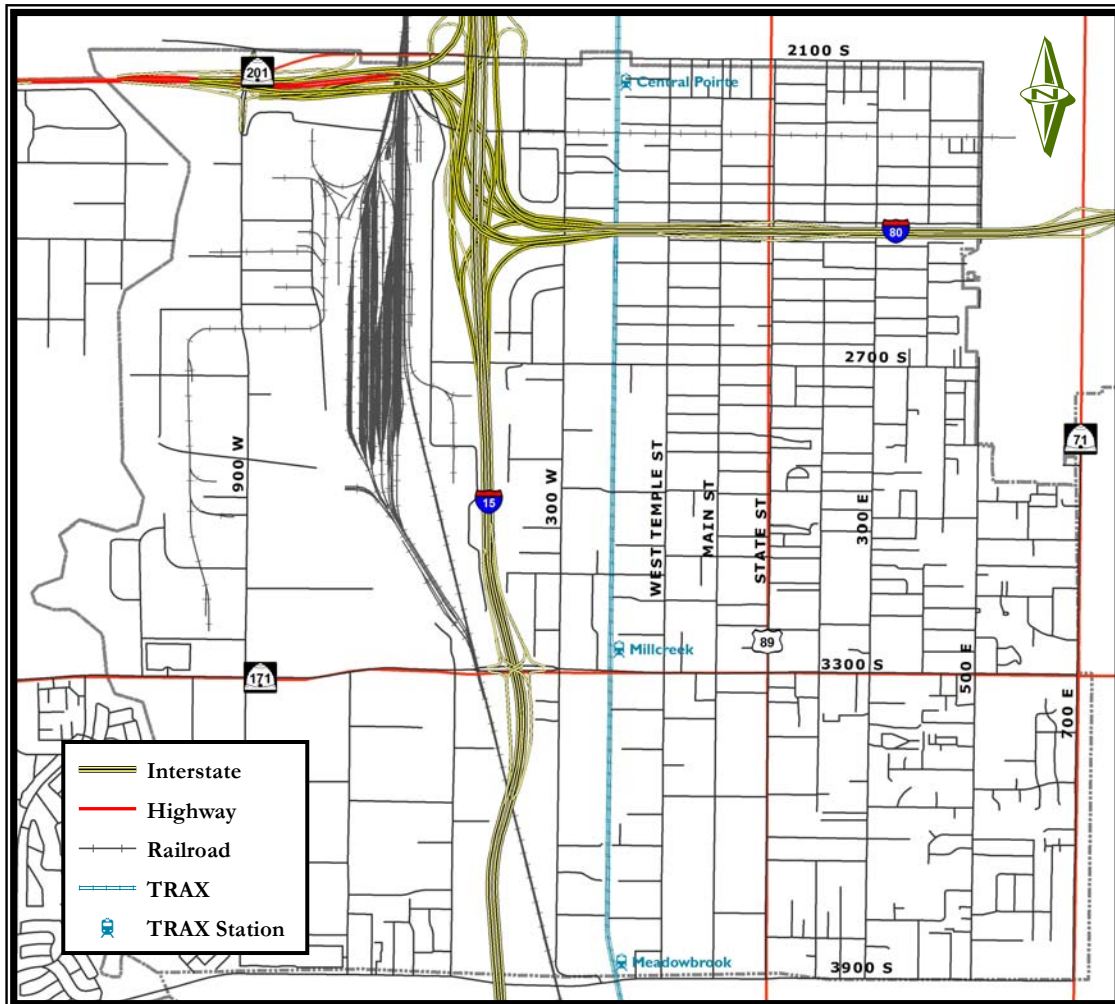 2100 S
201
N
Central Pointe
80
2700 S
71
900 W
300 W
15
WEST TEMPLE ST
MAIN ST
STATE ST
300 E
89
Millcreek
3300 S
171
500 E
700 E
Interstate
Highway
Railroad
TRAX
TRAX Station
Meadowbrook
3900 S